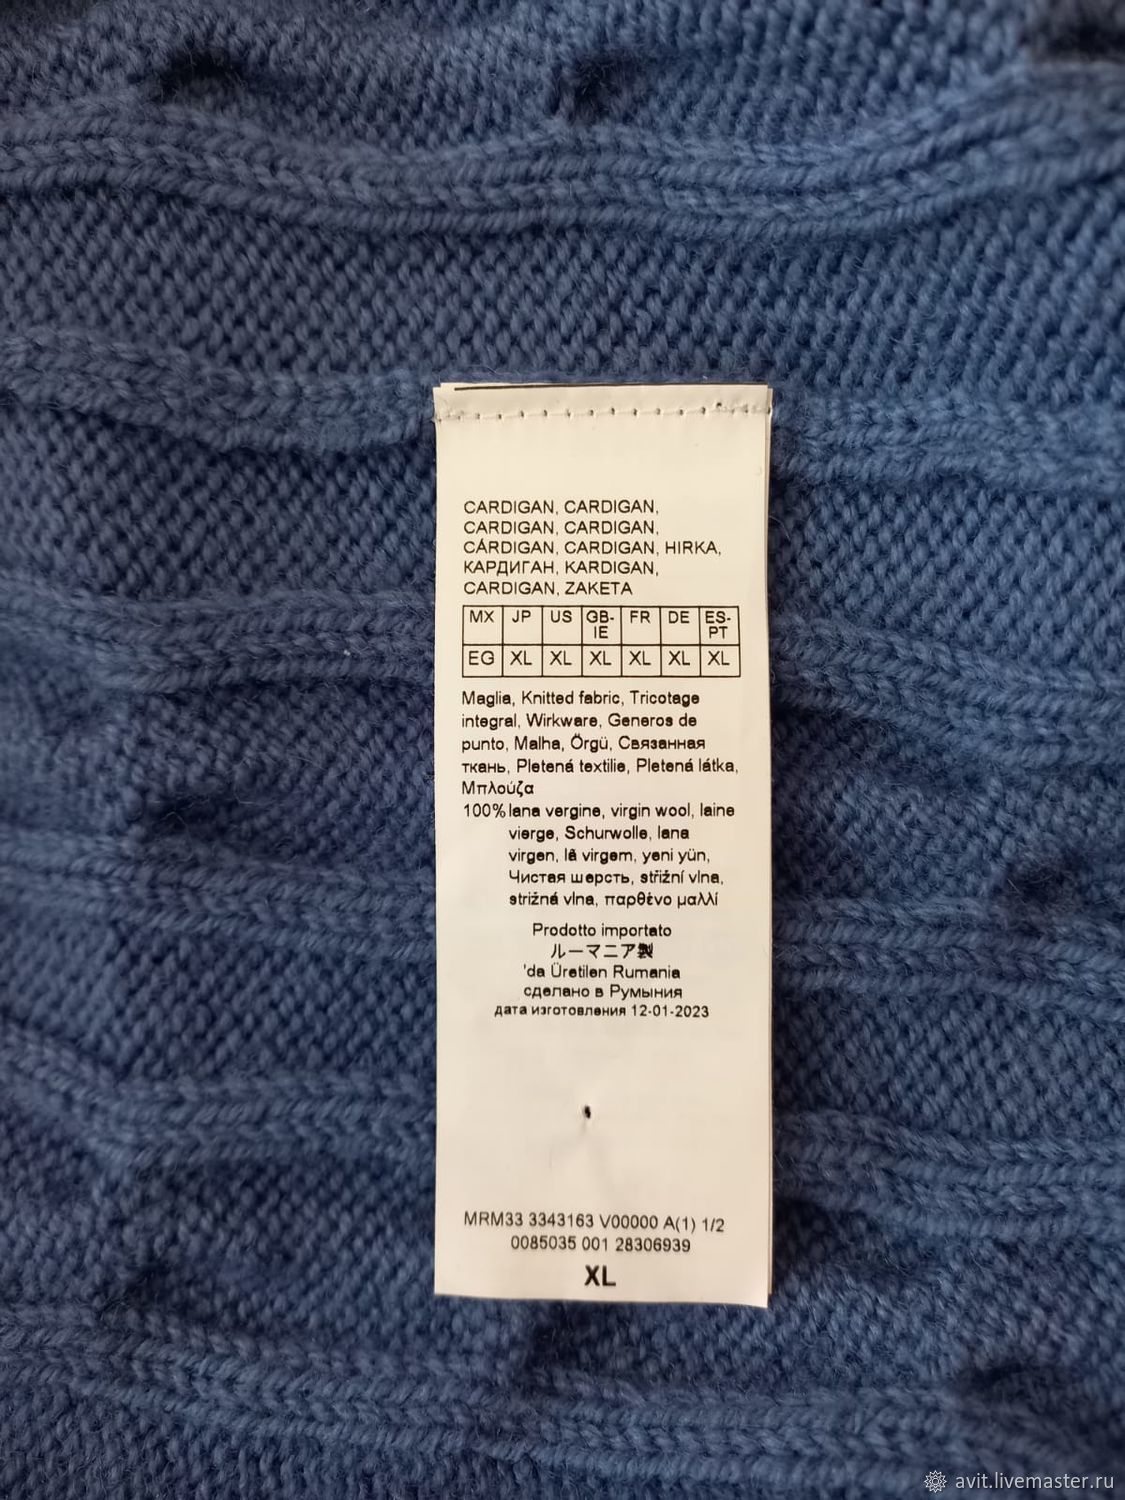 CARDIGAN, CARDIGAN,
CARDIGAN, CARDIGAN,
CÁRDIGAN, CARDIGAN, HIRKA,
КАРДИГАН, KARDIGAN,
CARDIGAN, ZAKETA
MX JP US GB-IE FR DE ES-PT
EG XL XL XL XL XL XL
Maglia, Knitted fabric, Tricotage
integral, Wirkware, Generos de
punto, Malha, Örgü, Связанная
ткань, Pletená textilie, Pletená látka,
Μπλούζα
100% lana vergine, virgin wool, laine
vierge, Schurwolle, lana
virgen, lã virgem, yeni yün,
Чистая шерсть, střižní vlna,
strižná vlna, παρθένο μαλλί
Prodotto importato
ルーマニア製
'da Üretilen Rumania
сделано в Румыния
дата изготовления 12-01-2023
MRM33 3343163 V00000 A(1) 1/2
0085035 001 28306939
XL
avit.livemaster.ru